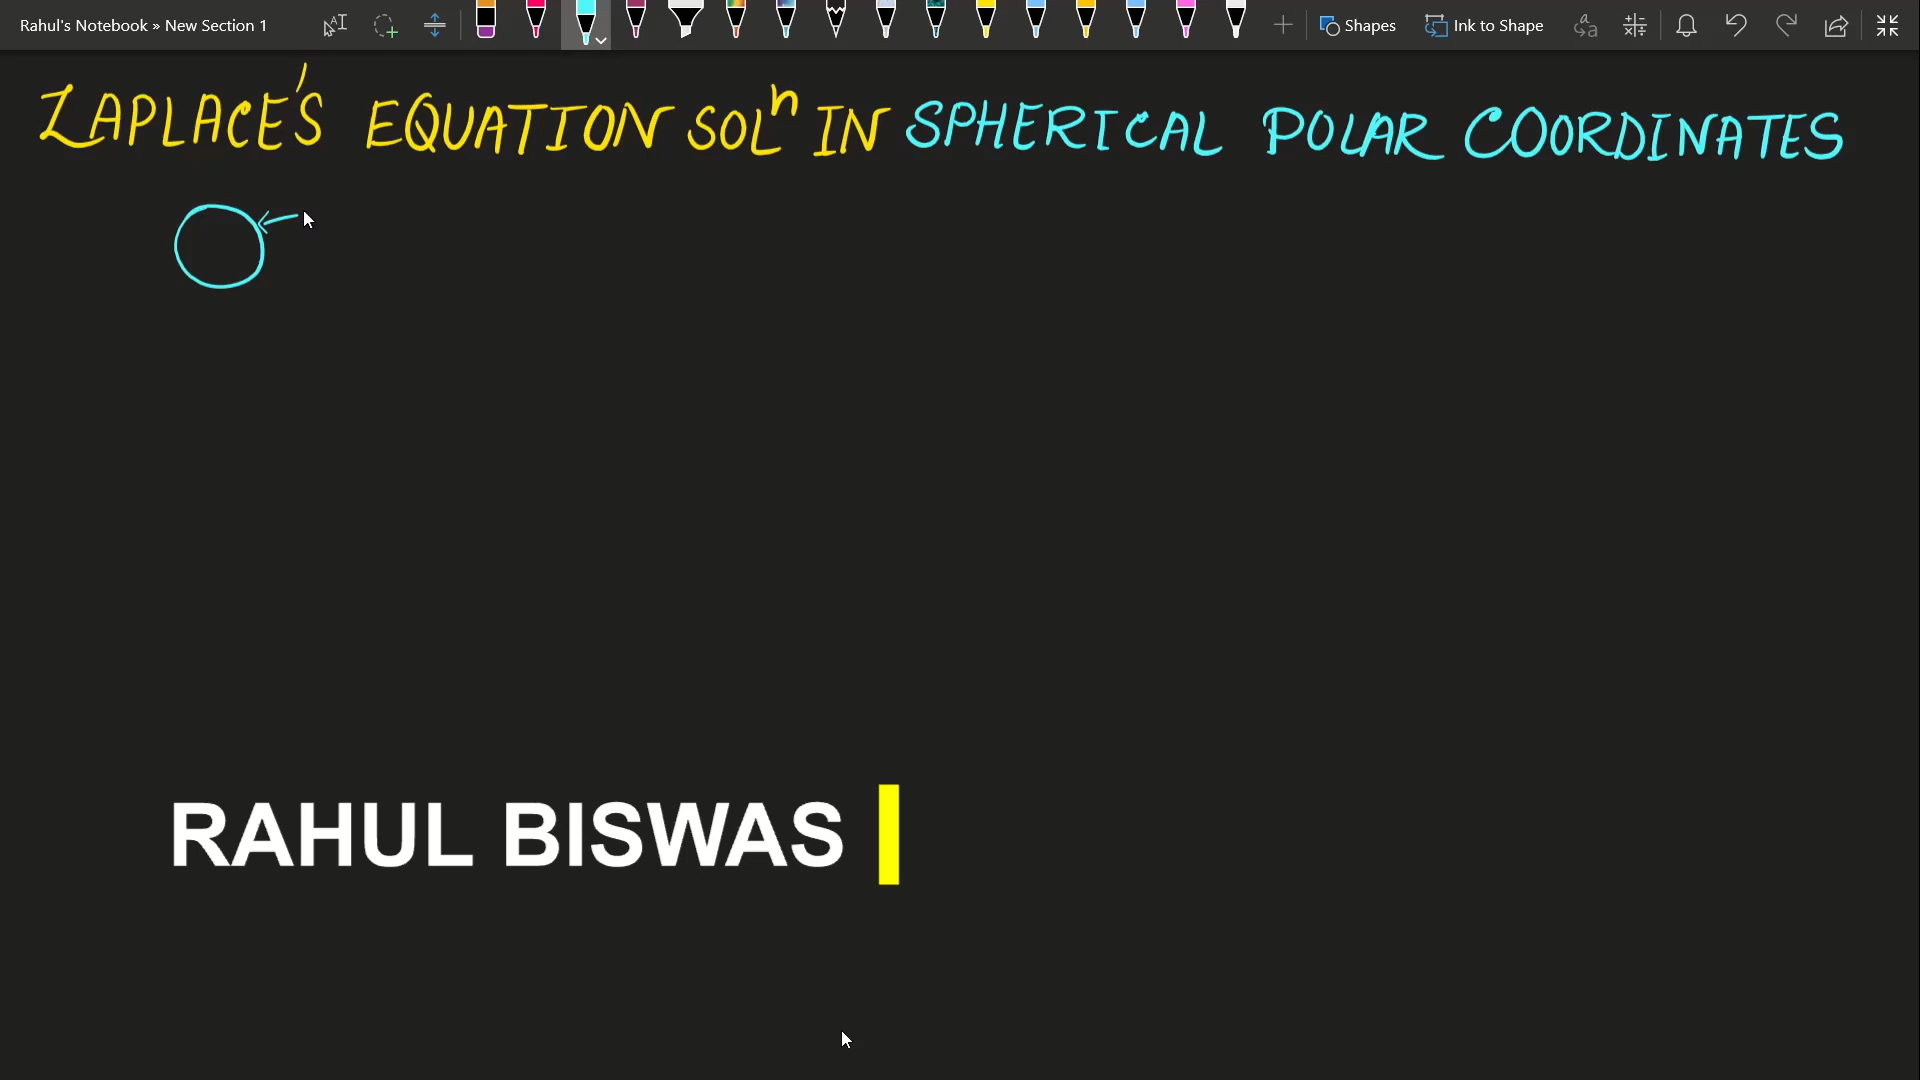 Rahul's Notebook » New Section 1 Shapes Ink to Shape
LAPLACE'S EQUATION SOLⁿ IN SPHERICAL POLAR COORDINATES
RAHUL BISWAS